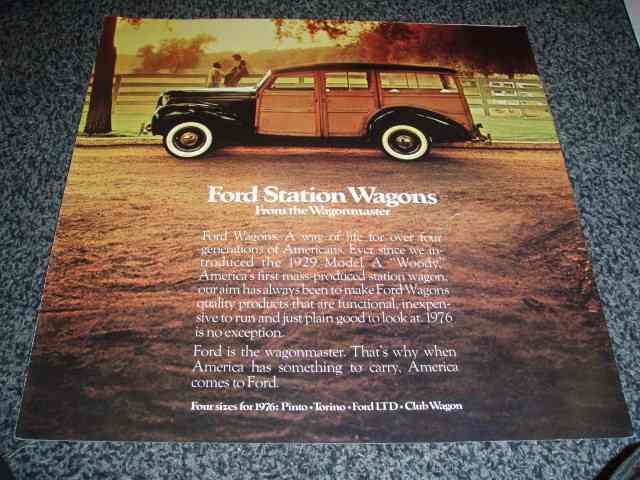 Ford Station Wagons
From the Wagonmaster
Ford Wagons. A way of life for over four
generations of Americans. Ever since we in-
troduced the 1929 Model A "Woody,"
America's first mass-produced station wagon,
our aim has always been to make Ford Wagons
quality products that are functional, inexpen-
sive to run and just plain good to look at. 1976
is no exception.
Ford is the wagonmaster. That's why when
America has something to carry, America
comes to Ford.
Four sizes for 1976: Pinto • Torino • Ford LTD • Club Wagon